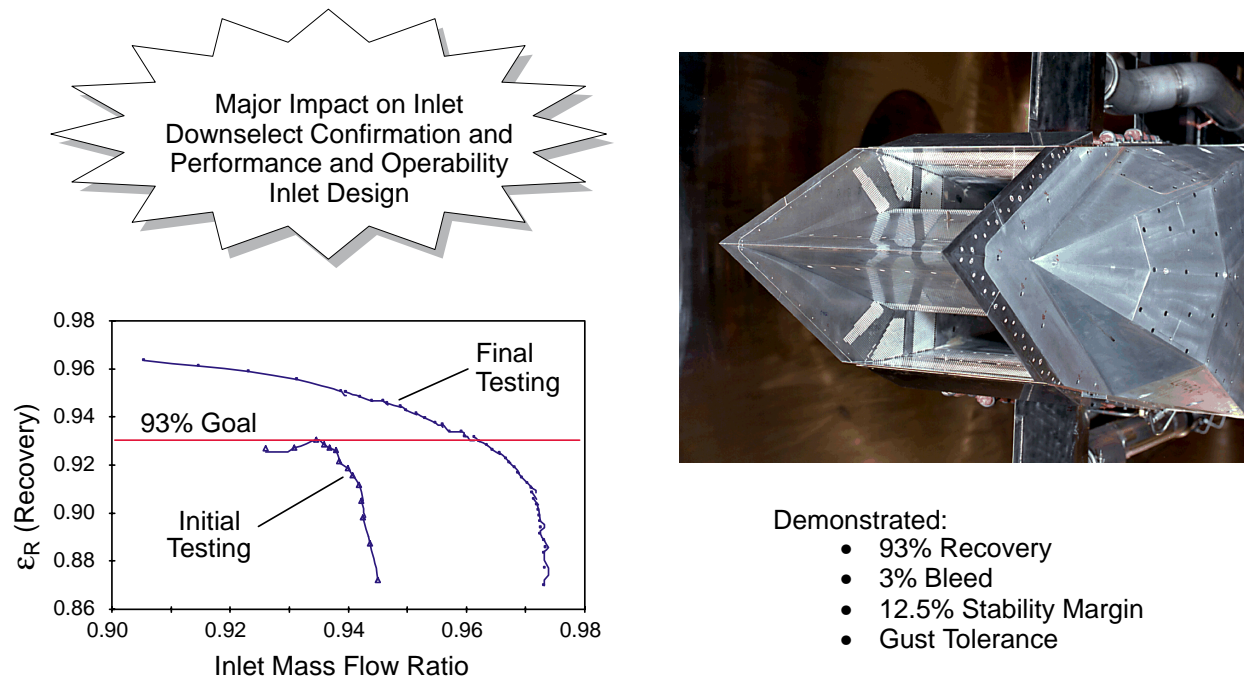 Major Impact on Inlet
Downselect Confirmation and
Performance and Operability
Inlet Design
0.98
0.96
0.94
0.92
0.90
0.88
0.86
εR (Recovery)
93% Goal
Final
Testing
Initial
Testing
0.90
0.92
0.94
0.96
0.98
Inlet Mass Flow Ratio
Demonstrated:
• 93% Recovery
• 3% Bleed
• 12.5% Stability Margin
• Gust Tolerance